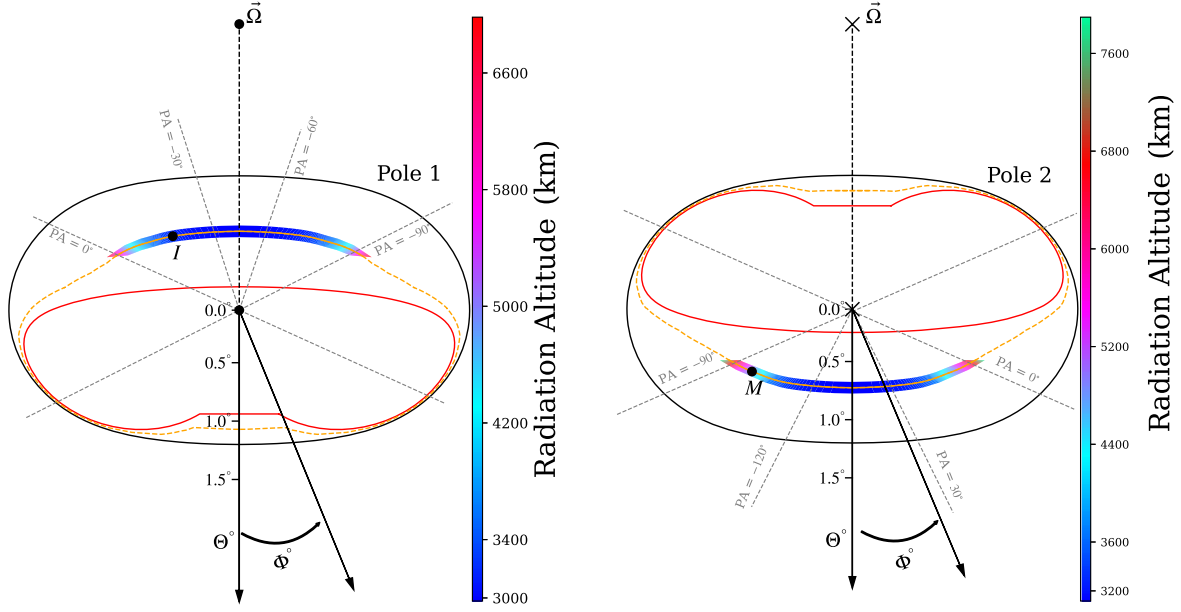 Ω⃗
PA = −30°
PA = −60°
Pole 1
PA = 0°
I
PA = −90°
0.0°
0.5°
1.0°
1.5°
Θ°
Φ°
6600
5800
5000
4200
3400
3000
Radiation Altitude (km)
Ω⃗
Pole 2
0.0°
0.5°
PA = −90°
M
PA = 0°
1.0°
PA = −120°
PA = 30°
1.5°
Θ°
Φ°
7600
6800
6000
5200
4400
3600
3200
Radiation Altitude (km)